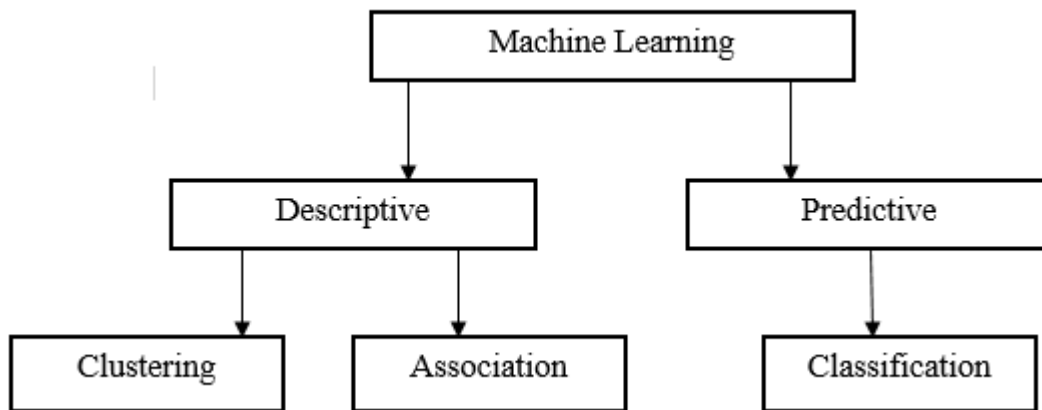 Machine Learning
Descriptive
Predictive
Clustering
Association
Classification